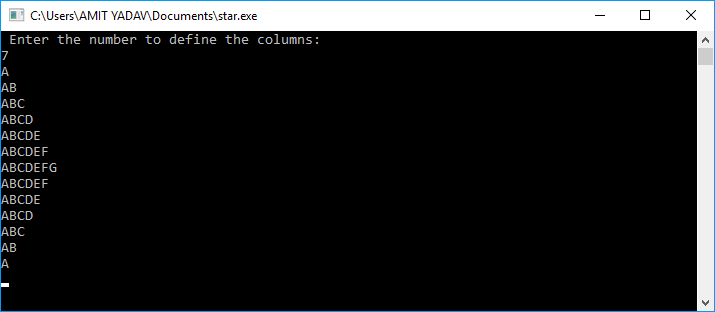 C:\Users\AMIT YADAV\Documents\star.exe
Enter the number to define the columns:
7
A
AB
ABC
ABCD
ABCDE
ABCDEF
ABCDEFG
ABCDEF
ABCDE
ABCD
ABC
AB
A